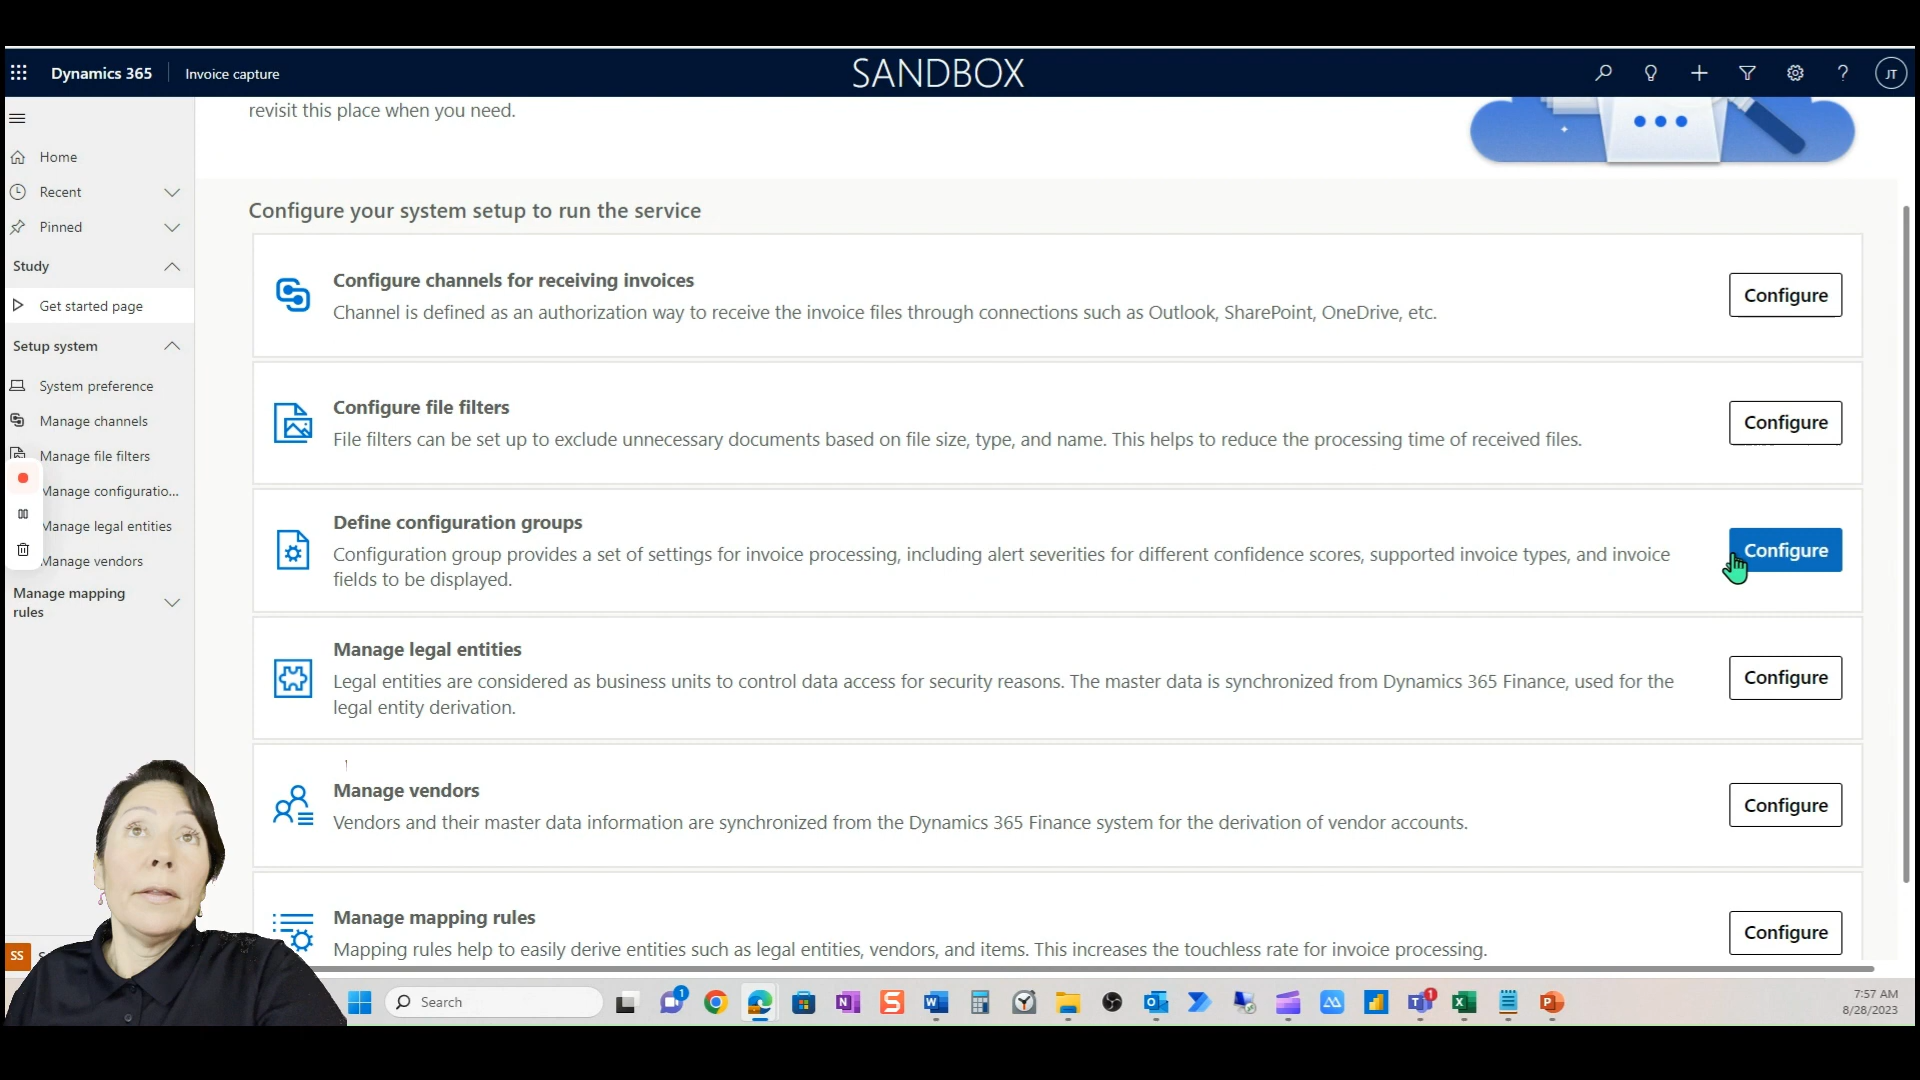 Dynamics 365
Invoice capture
SANDBOX
?
JT
revisit this place when you need.
Home
Recent
Pinned
Study
Get started page
Setup system
System preference
Manage channels
Manage file filters
Manage configuratio...
Manage legal entities
Manage vendors
Manage mapping
rules
SS
Configure your system setup to run the service
Configure channels for receiving invoices
Channel is defined as an authorization way to receive the invoice files through connections such as Outlook, SharePoint, OneDrive, etc.
Configure
Configure file filters
File filters can be set up to exclude unnecessary documents based on file size, type, and name. This helps to reduce the processing time of received files.
Configure
Define configuration groups
Configuration group provides a set of settings for invoice processing, including alert severities for different confidence scores, supported invoice types, and invoice
fields to be displayed.
Configure
Manage legal entities
Legal entities are considered as business units to control data access for security reasons. The master data is synchronized from Dynamics 365 Finance, used for the
legal entity derivation.
Configure
Manage vendors
Vendors and their master data information are synchronized from the Dynamics 365 Finance system for the derivation of vendor accounts.
Configure
Manage mapping rules
Mapping rules help to easily derive entities such as legal entities, vendors, and items. This increases the touchless rate for invoice processing.
Configure
Search
1
1
7:57 AM
8/28/2023